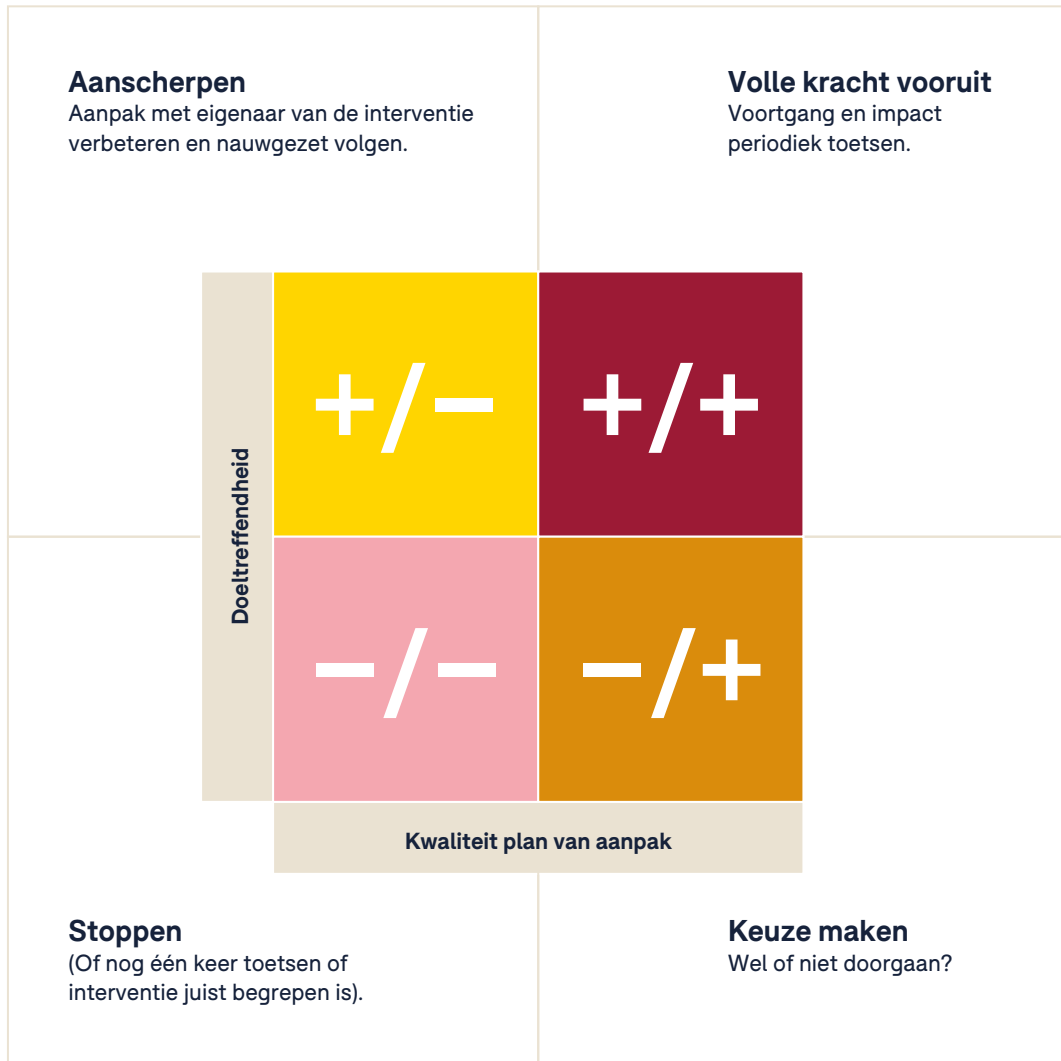 Aanscherpen
Aanpak met eigenaar van de interventie
verbeteren en nauwgezet volgen.
Volle kracht vooruit
Voortgang en impact
periodiek toetsen.
Doeltreffendheid
+/−
+/+
−/−
−/+
Kwaliteit plan van aanpak
Stoppen
(Of nog één keer toetsen of
interventie juist begrepen is).
Keuze maken
Wel of niet doorgaan?